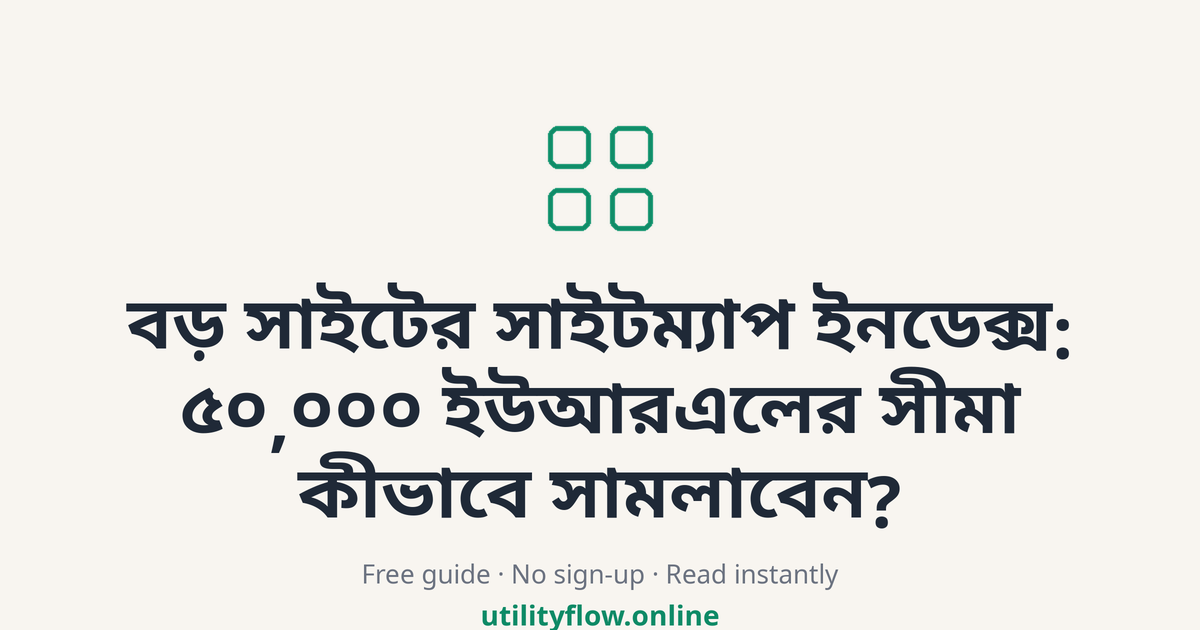 বড় সাইটের সাইটম্যাপ ইনডেক্স:
৫০,০০০ ইউআরএলের সীমা
কীভাবে সামলাবেন?
Free guide · No sign-up · Read instantly
utilityflow.online